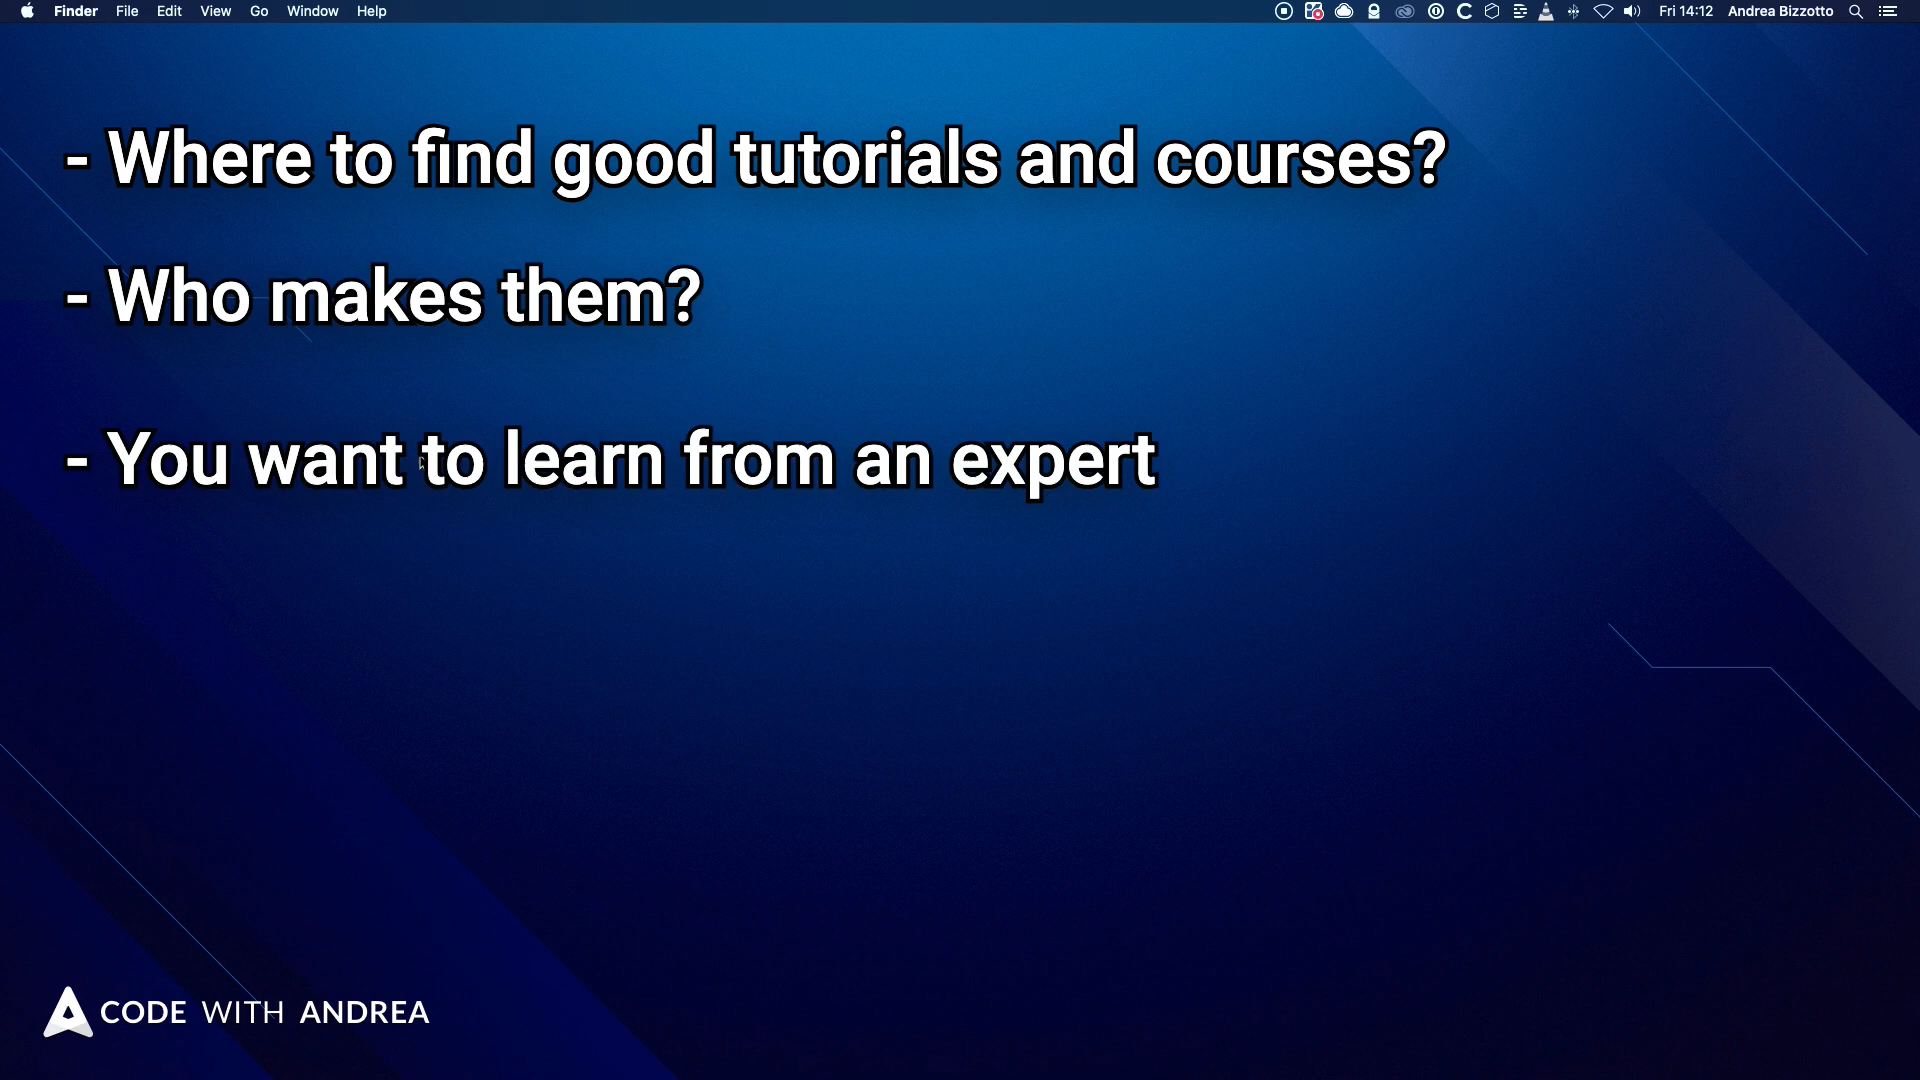 Finder File Edit View Go Window Help Fri 14:12 Andrea Bizzotto
- Where to find good tutorials and courses?
- Who makes them?
- You want to learn from an expert
CODE WITH ANDREA